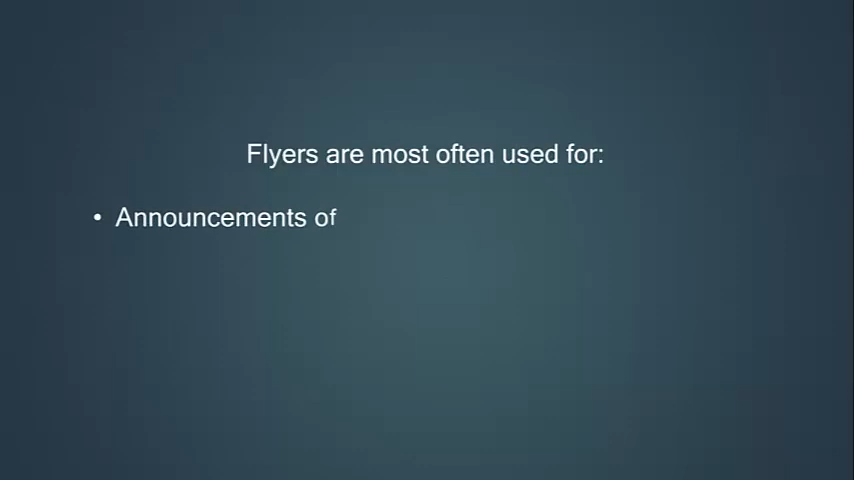 Flyers are most often used for:
• Announcements of